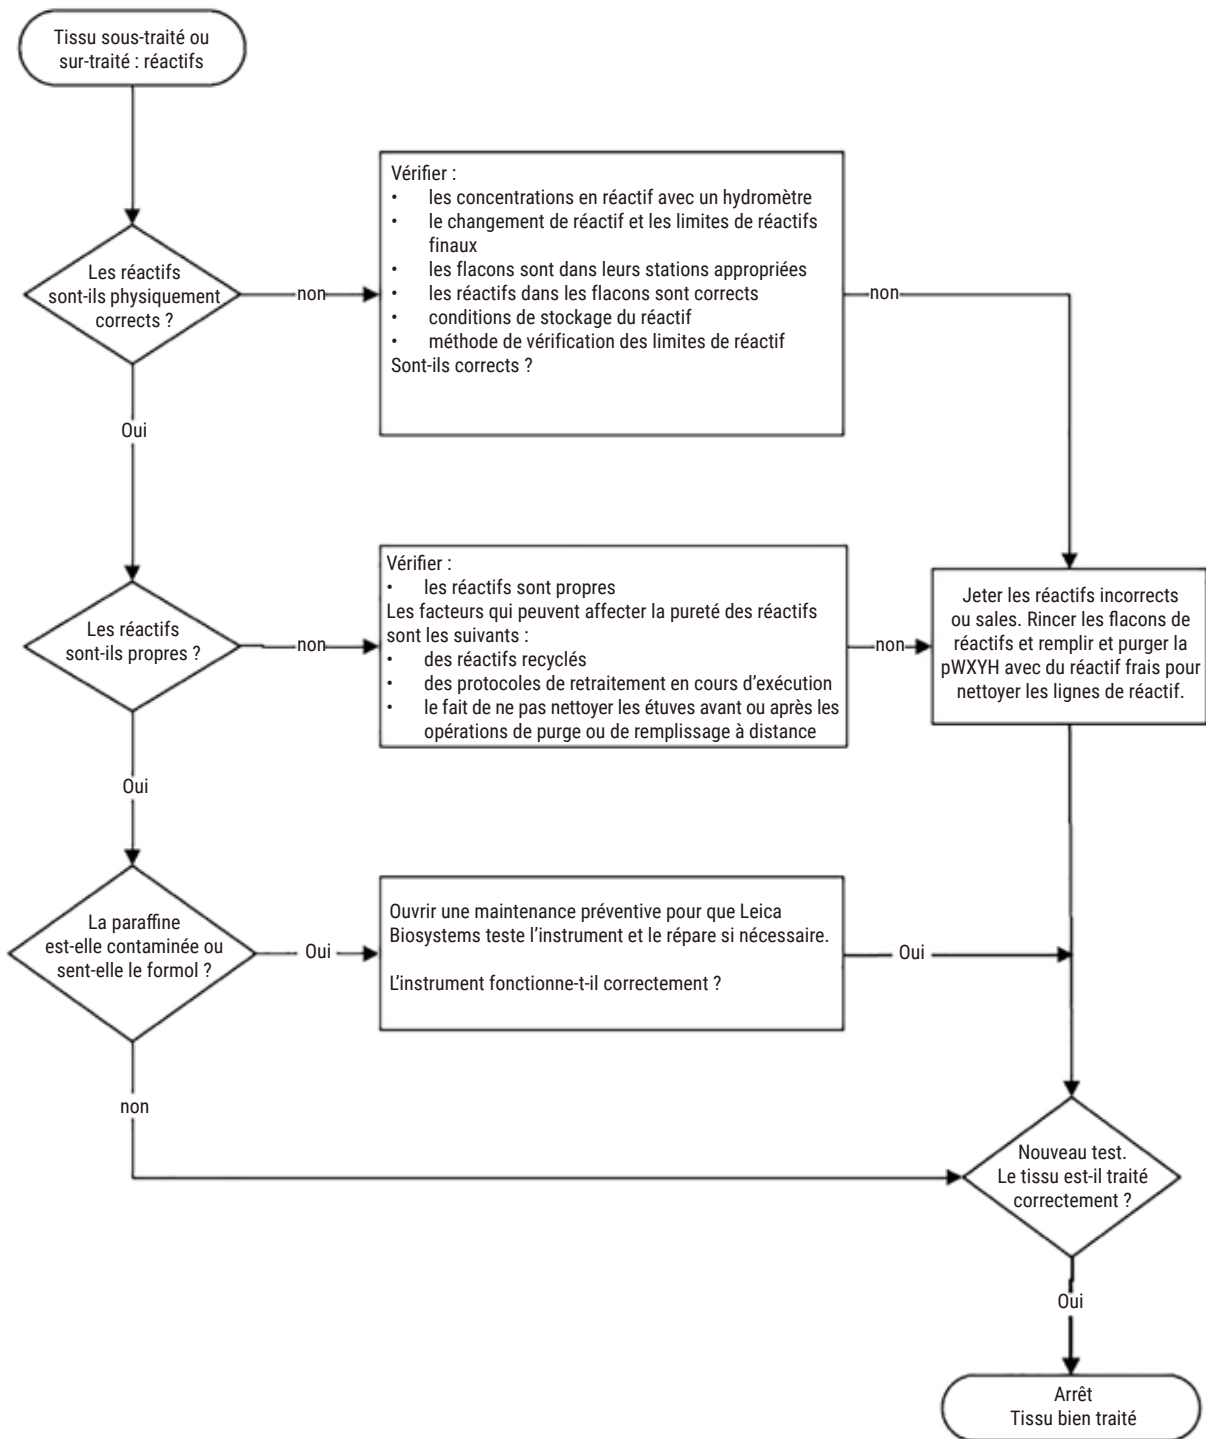 Tissu sous-traité ou
sur-traité : réactifs
Vérifier :
• les concentrations en réactif avec un hydromètre
• le changement de réactif et les limites de réactifs
finaux
• les flacons sont dans leurs stations appropriées
• les réactifs dans les flacons sont corrects
• conditions de stockage du réactif
• méthode de vérification des limites de réactif
Sont-ils corrects ?
Les réactifs
sont-ils physiquement
corrects ?
non
non
Oui
Vérifier :
• les réactifs sont propres
Les facteurs qui peuvent affecter la pureté des réactifs
sont les suivants :
• des réactifs recyclés
• des protocoles de retraitement en cours d’exécution
• le fait de ne pas nettoyer les étuves avant ou après les
opérations de purge ou de remplissage à distance
Les réactifs
sont-ils propres ?
non
non
Jeter les réactifs incorrects
ou sales. Rincer les flacons de
réactifs et remplir et purger la
pWXYH avec du réactif frais pour
nettoyer les lignes de réactif.
Oui
La paraffine
est-elle contaminée ou
sent-elle le formol ?
Oui
Ouvrir une maintenance préventive pour que Leica
Biosystems teste l’instrument et le répare si nécessaire.
L’instrument fonctionne-t-il correctement ?
Oui
non
Nouveau test.
Le tissu est-il traité
correctement ?
Oui
Arrêt
Tissu bien traité